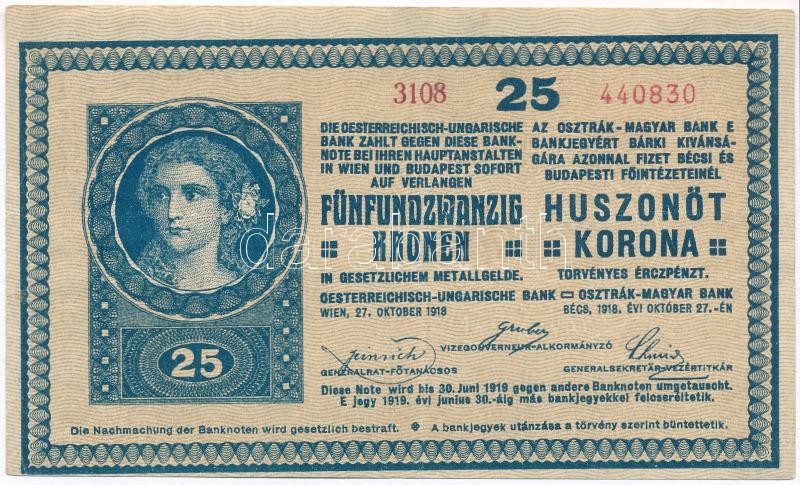 3108 25 440830
DIE OESTERREICHISCH-UNGARISCHE
BANK ZAHLT GEGEN DIESE BANK-
NOTE BEI IHREN HAUPTANSTALTEN
IN WIEN UND BUDAPEST SOFORT
AUF VERLANGEN
FÜNFUNDZWANZIG
KRONEN
IN GESETZLICHEM METALLGELDE.
OESTERREICHISCH-UNGARISCHE BANK
WIEN, 27. OKTOBER 1918
AZ OSZTRÁK-MAGYAR BANK E
BANKJEGYÉRT BÁRKI KIVÁNSÁ-
GÁRA AZONNAL FIZET BÉCSI ÉS
BUDAPESTI FŐINTÉZETEINÉL
HUSZONÖT
KORONA
TÖRVÉNYES ÉRCZPÉNZT.
OSZTRÁK-MAGYAR BANK
BÉCS, 1918. ÉVI OKTÓBER 27.-ÉN
Gruber
VIZEGOUVERNEUR-ALKORMÁNYZÓ
GENERALRAT-FŐTANÁCSOS
GENERALSEKRETÄR-VEZÉRTITKÁR
Diese Note wird bis 30. Juni 1919 gegen andere Banknoten umgetauscht.
E jegy 1919. évi junius 30.-áig más bankjegyekkel felcseréltetik.
25
Die Nachmachung der Banknoten wird gesetzlich bestraft. A bankjegyek utánzása a törvény szerint büntettetik.
darabanth